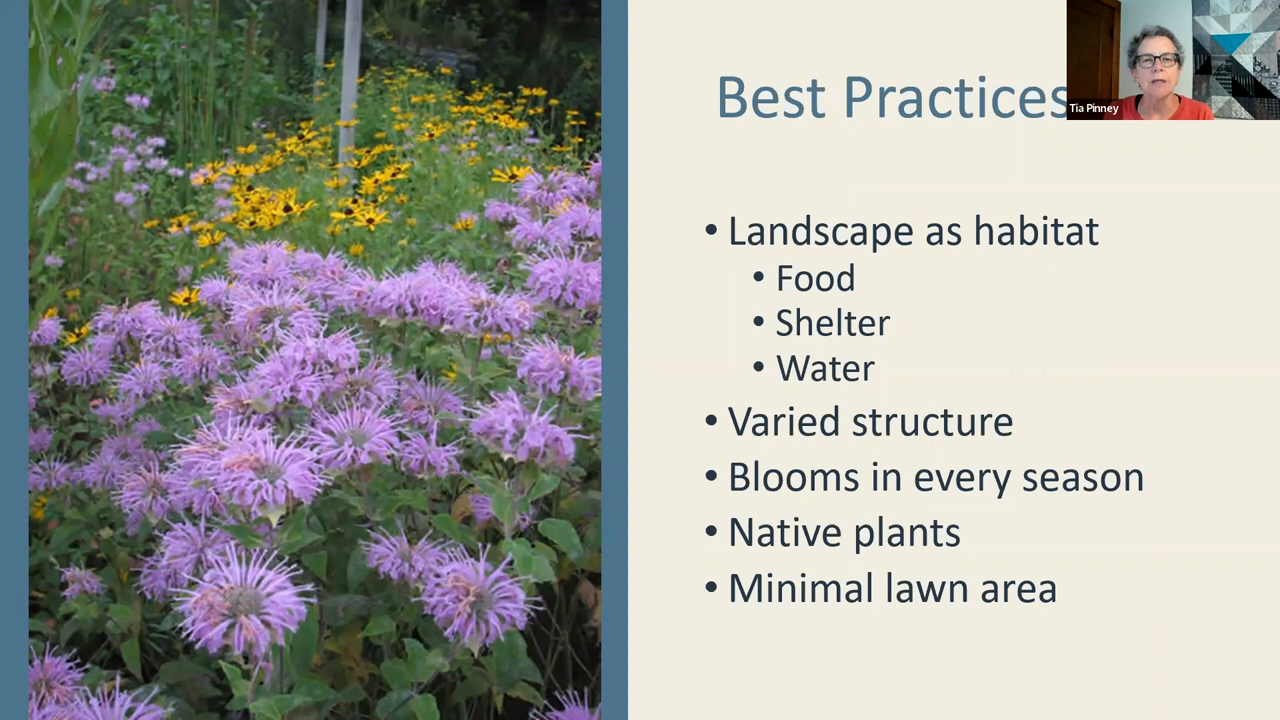 Best Practices
Tia Pinney
• Landscape as habitat
• Food
• Shelter
• Water
• Varied structure
• Blooms in every season
• Native plants
• Minimal lawn area